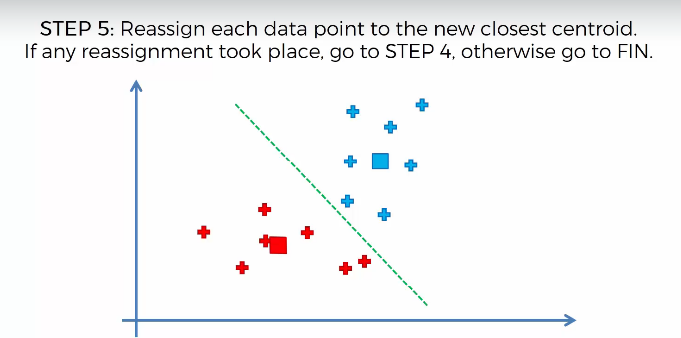 STEP 5: Reassign each data point to the new closest centroid.
If any reassignment took place, go to STEP 4, otherwise go to FIN.